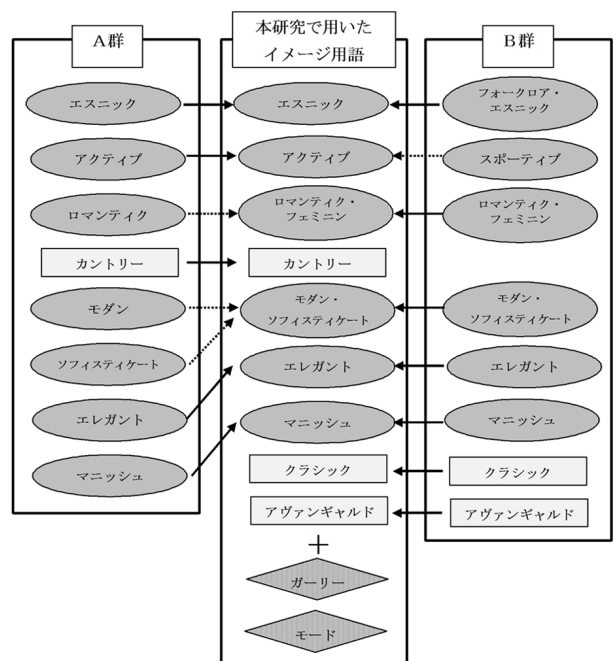 A群
エスニック
アクティブ
ロマンティク
カントリー
モダン
ソフィスティケート
エレガント
マニッシュ
本研究で用いた
イメージ用語
エスニック
アクティブ
ロマンティク・
フェミニン
カントリー
モダン・
ソフィスティケート
エレガント
マニッシュ
クラシック
アヴァンギャルド
+
ガーリー
モード
B群
フォークロア・
エスニック
スポーティブ
ロマンティク・
フェミニン
モダン・
ソフィスティケート
エレガント
マニッシュ
クラシック
アヴァンギャルド